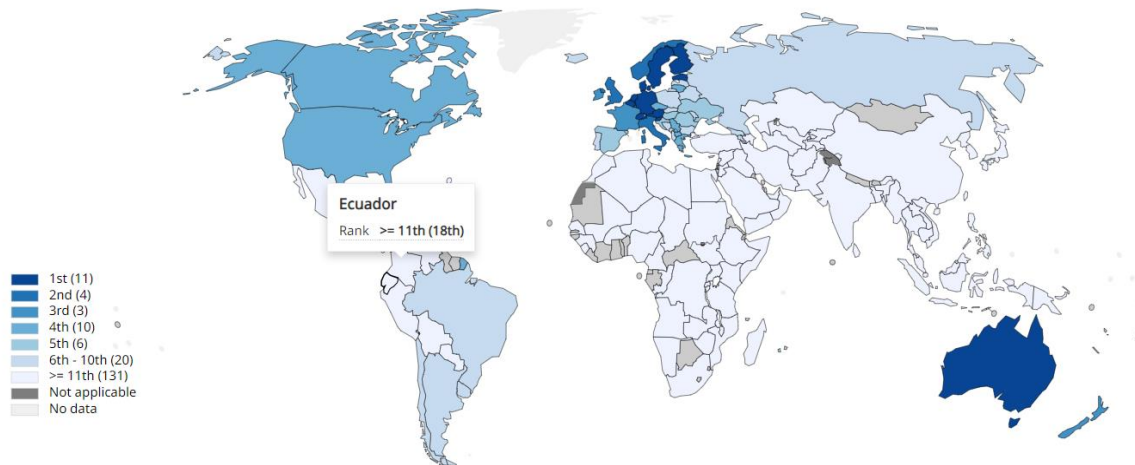 Ecuador
Rank >= 11th (18th)
1st (11)
2nd (4)
3rd (3)
4th (10)
5th (6)
6th - 10th (20)
>= 11th (131)
Not applicable
No data